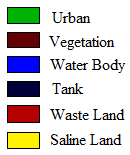 Urban
Vegetation
Water Body
Tank
Waste Land
Saline Land